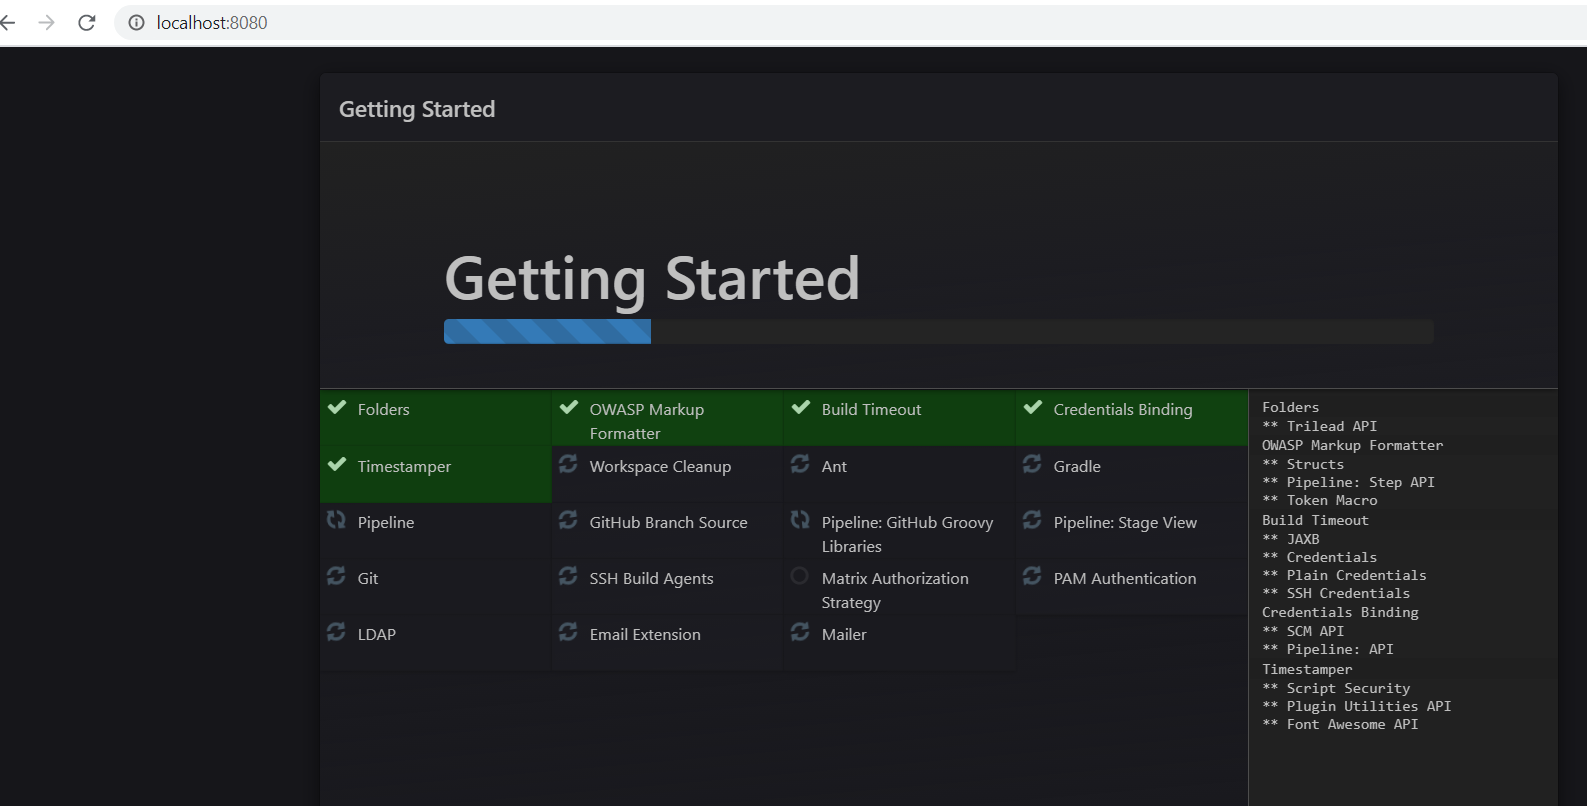 localhost:8080
Getting Started
Getting Started
Folders
OWASP Markup
Formatter
Build Timeout
Credentials Binding
Timestamper
Workspace Cleanup
Ant
Gradle
Pipeline
GitHub Branch Source
Pipeline: GitHub Groovy
Libraries
Pipeline: Stage View
Git
SSH Build Agents
Matrix Authorization
Strategy
PAM Authentication
LDAP
Email Extension
Mailer
Folders
** Trilead API
OWASP Markup Formatter
** Structs
** Pipeline: Step API
** Token Macro
Build Timeout
** JAXB
** Credentials
** Plain Credentials
** SSH Credentials
Credentials Binding
** SCM API
** Pipeline: API
Timestamper
** Script Security
** Plugin Utilities API
** Font Awesome API